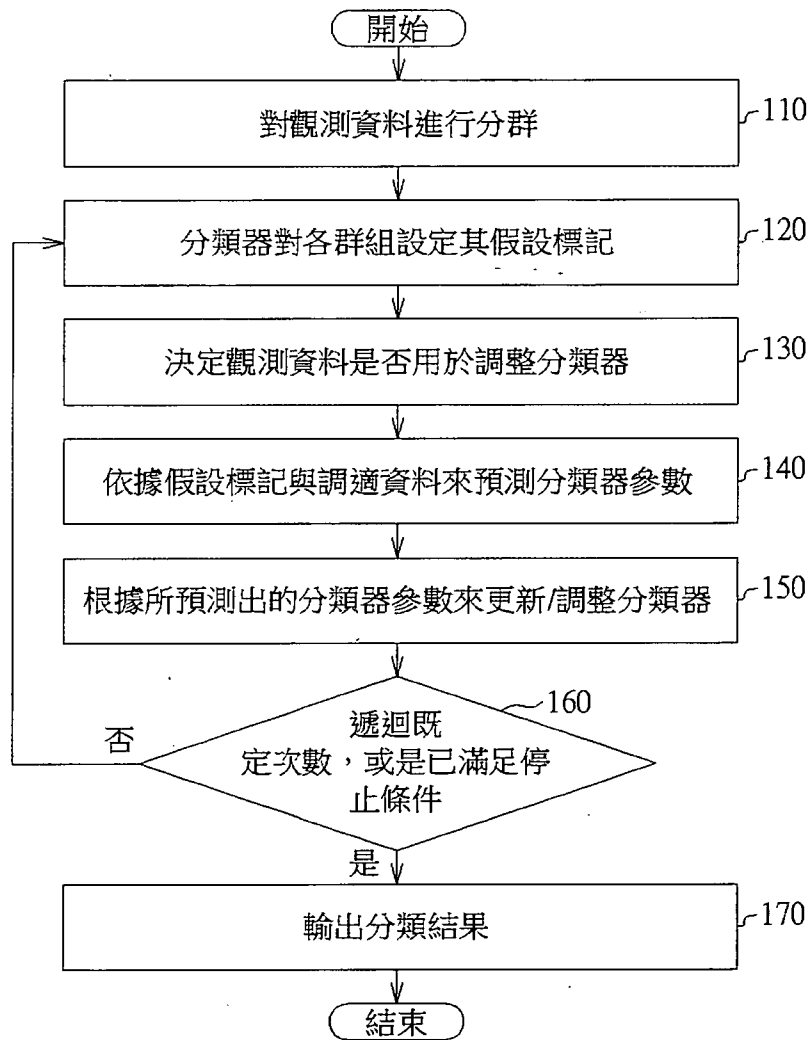 開始
對觀測資料進行分群
110
分類器對各群組設定其假設標記
120
決定觀測資料是否用於調整分類器
130
依據假設標記與調適資料來預測分類器參數
140
根據所預測出的分類器參數來更新/調整分類器
150
160
遞迴既
定次數，或是已滿足停
止條件
否
是
輸出分類結果
170
結束